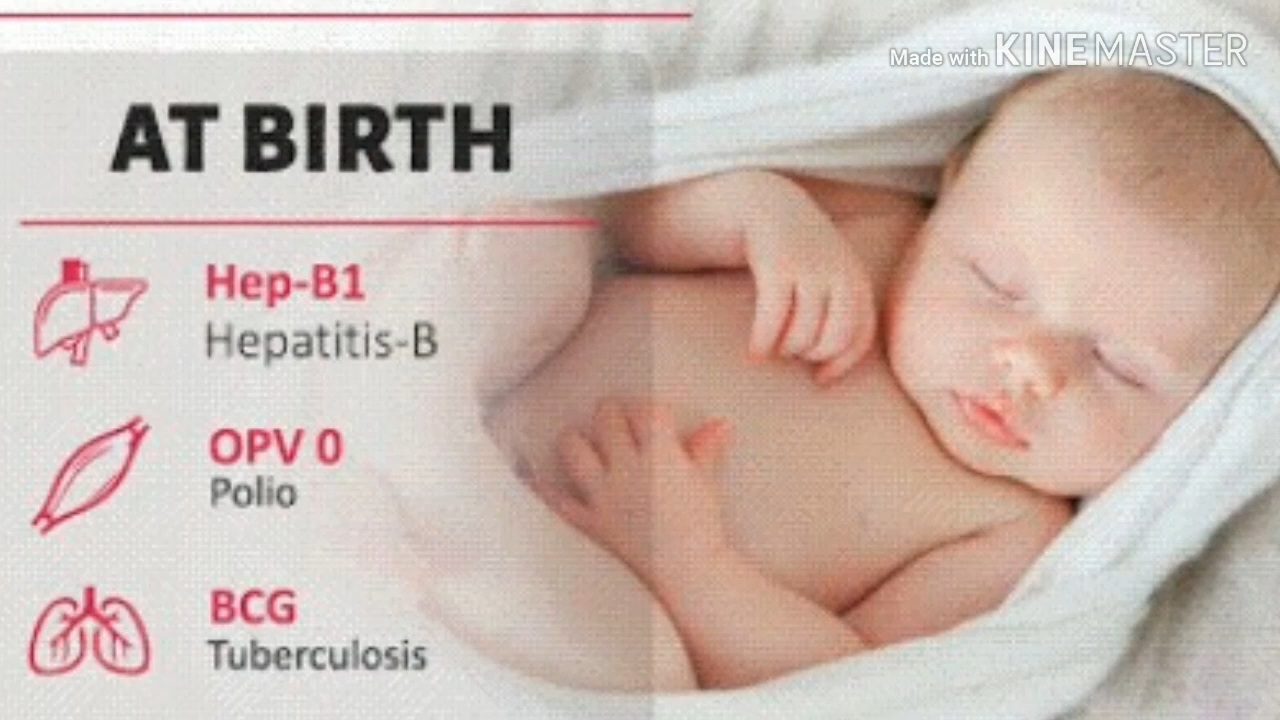 Made with KINEMASTER
AT BIRTH
Hep-B1
Hepatitis-B
OPV 0
Polio
BCG
Tuberculosis